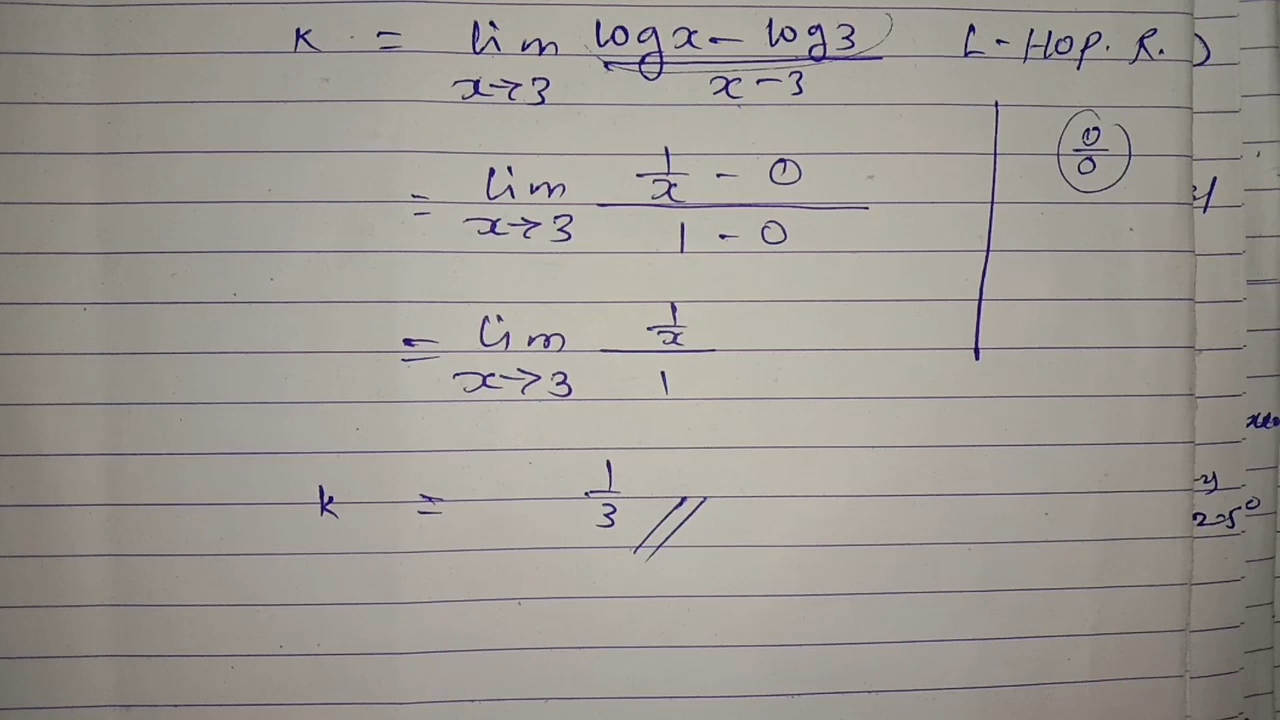 K = lim x→3 (log x - log 3)/(x - 3) L - Hop. R. )
0/0
= lim x→3 (1/x - 0)/(1 - 0)
y
= lim x→3 (1/x)/1
k = 1/3 //